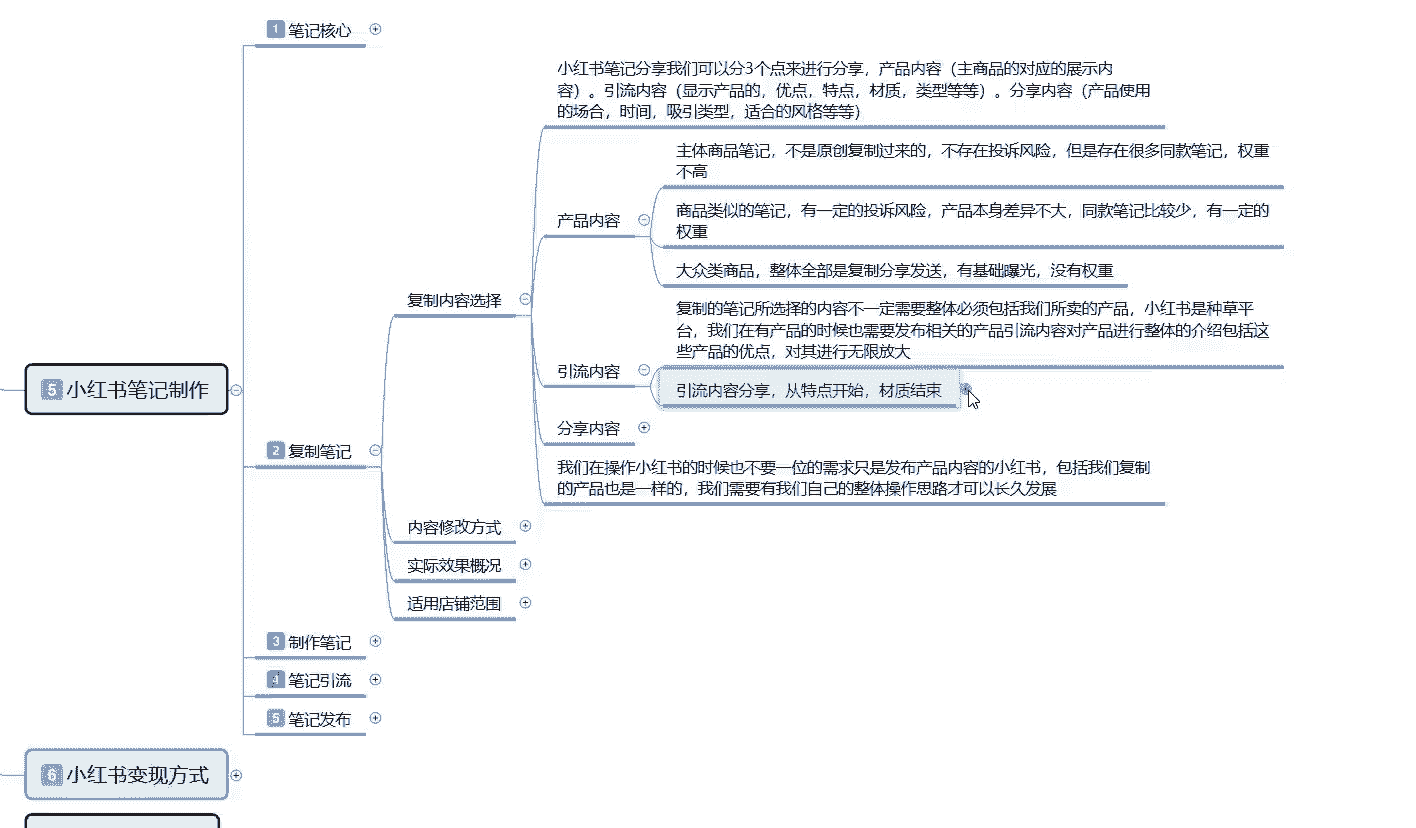 1 笔记核心
小红书笔记分享我们可以分3个点来进行分享，产品内容（主商品的对应的展示内
容）。引流内容（显示产品的，优点，特点，材质，类型等等）。分享内容（产品使用
的场合，时间，吸引类型，适合的风格等等）
主体商品笔记，不是原创复制过来的，不存在投诉风险，但是存在很多同款笔记，权重
不高
产品内容
商品类似的笔记，有一定的投诉风险，产品本身差异不大，同款笔记比较少，有一定的
权重
大众类商品，整体全部是复制分享发送，有基础曝光，没有权重
复制内容选择
复制的笔记所选择的内容不一定需要整体必须包括我们所卖的产品，小红书是种草平
台，我们在有产品的时候也需要发布相关的产品引流内容对产品进行整体的介绍包括这
些产品的优点，对其进行无限放大
引流内容
引流内容分享，从特点开始，材质结束
5 小红书笔记制作
分享内容
2 复制笔记
我们在操作小红书的时候也不要一位的需求只是发布产品内容的小红书，包括我们复制
的产品也是一样的，我们需要有我们自己的整体操作思路才可以长久发展
内容修改方式
实际效果概况
适用店铺范围
3 制作笔记
4 笔记引流
5 笔记发布
6 小红书变现方式